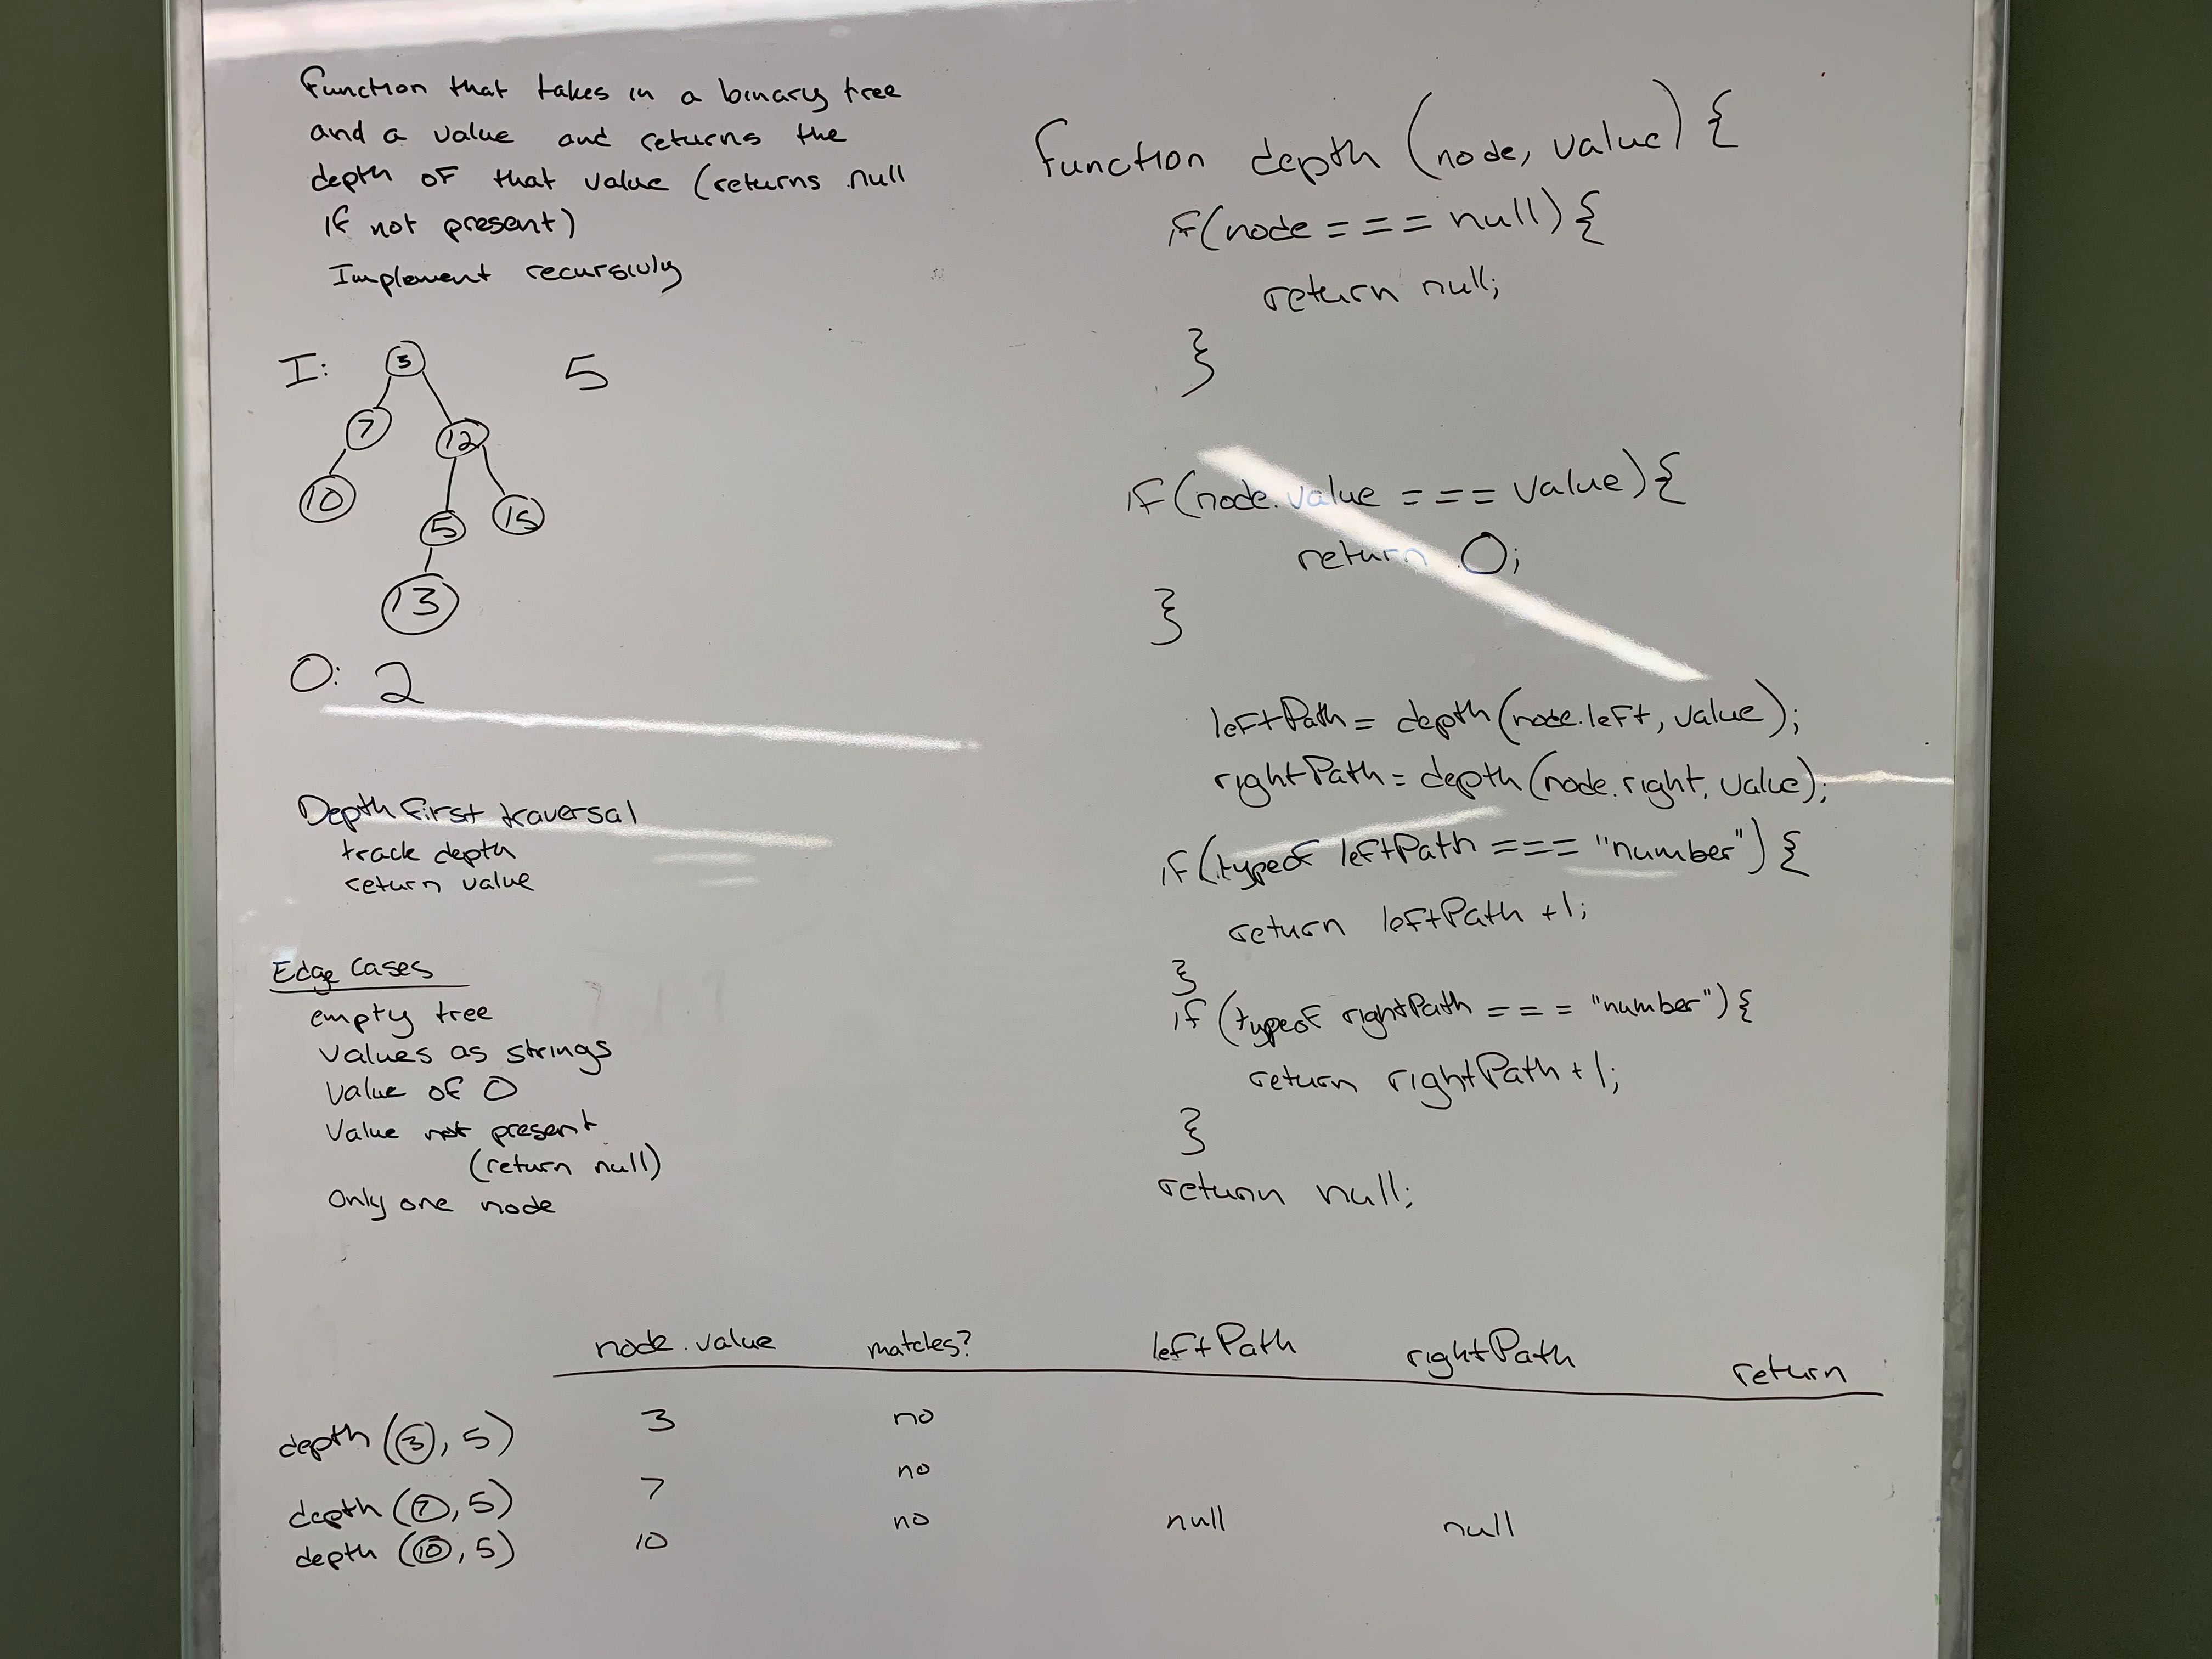 Function that takes in a binary tree
and a value and returns the
depth of that value (returns null
if not present)
Implement recursivly
I:
5
3
7
12
10
5
15
13
O: 2
Depth first traversal
track depth
return value
Edge Cases
empty tree
values as strings
value of 0
Value not present
(return null)
Only one node
function depth (node, value) {
if(node === null) {
return null;
}
if (node.value === value) {
return 0;
}
leftPath = depth (node.left, value);
rightPath = depth (node.right, value);
if (typeof leftPath === "number") {
return leftPath +1;
}
if (typeof rightPath === "number") {
return rightPath +1;
}
return null;
node.value matches? leftPath rightPath return
depth (3, 5) 3 no
depth (7, 5) 7 no
depth (10, 5) 10 no null null